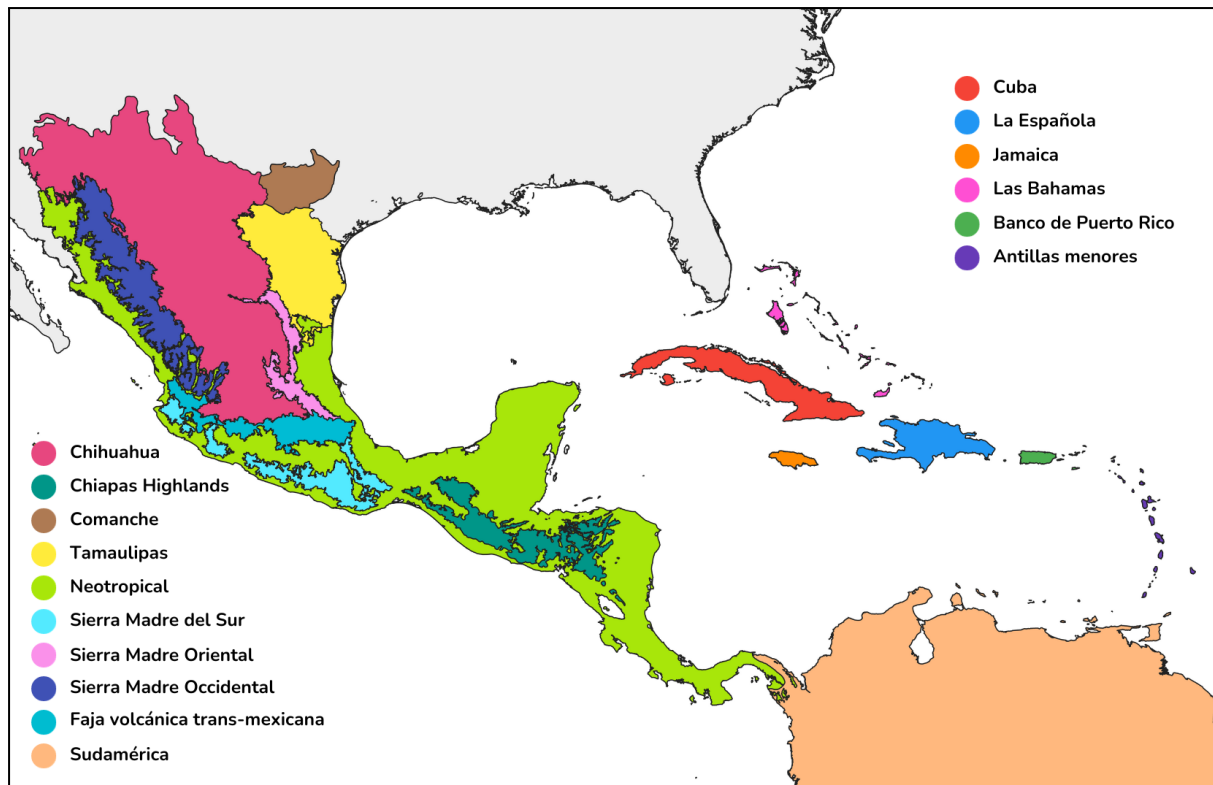 Cuba
La Española
Jamaica
Las Bahamas
Banco de Puerto Rico
Antillas menores
Chihuahua
Chiapas Highlands
Comanche
Tamaulipas
Neotropical
Sierra Madre del Sur
Sierra Madre Oriental
Sierra Madre Occidental
Faja volcánica trans-mexicana
Sudamérica